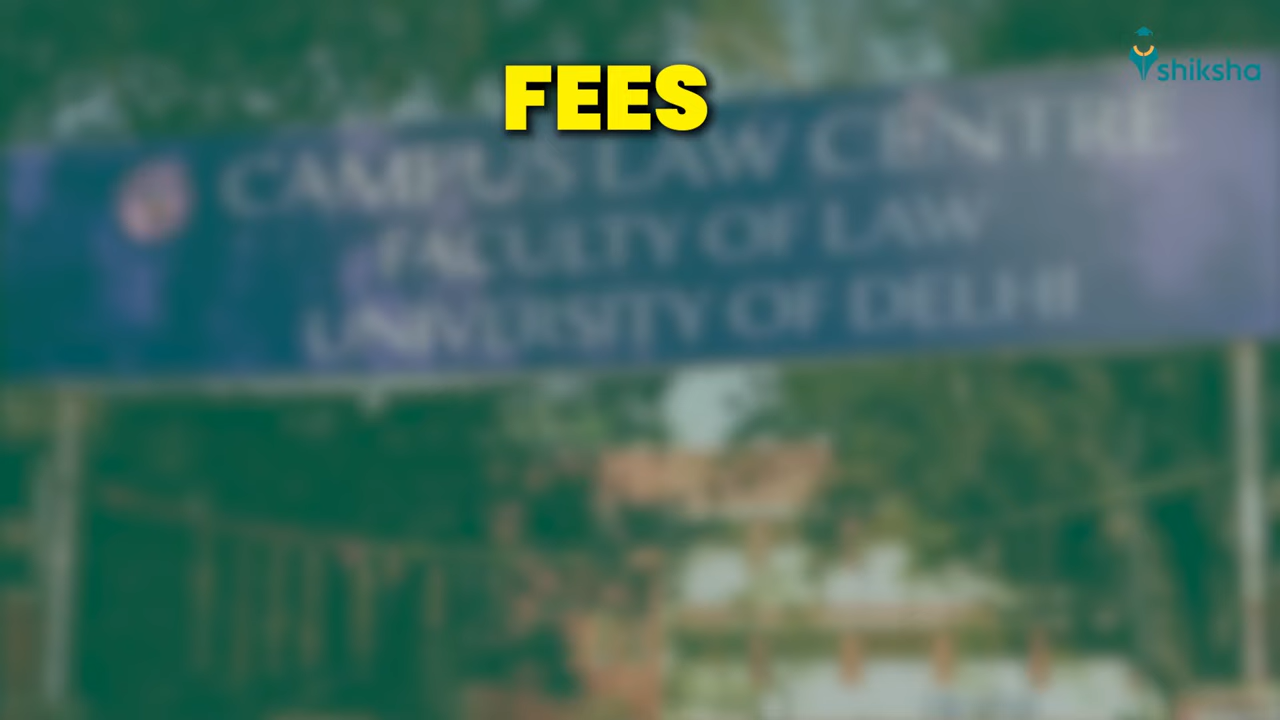 FEES
shiksha
CAMPUS LAW CENTRE
FACULTY OF LAW
UNIVERSITY OF DELHI